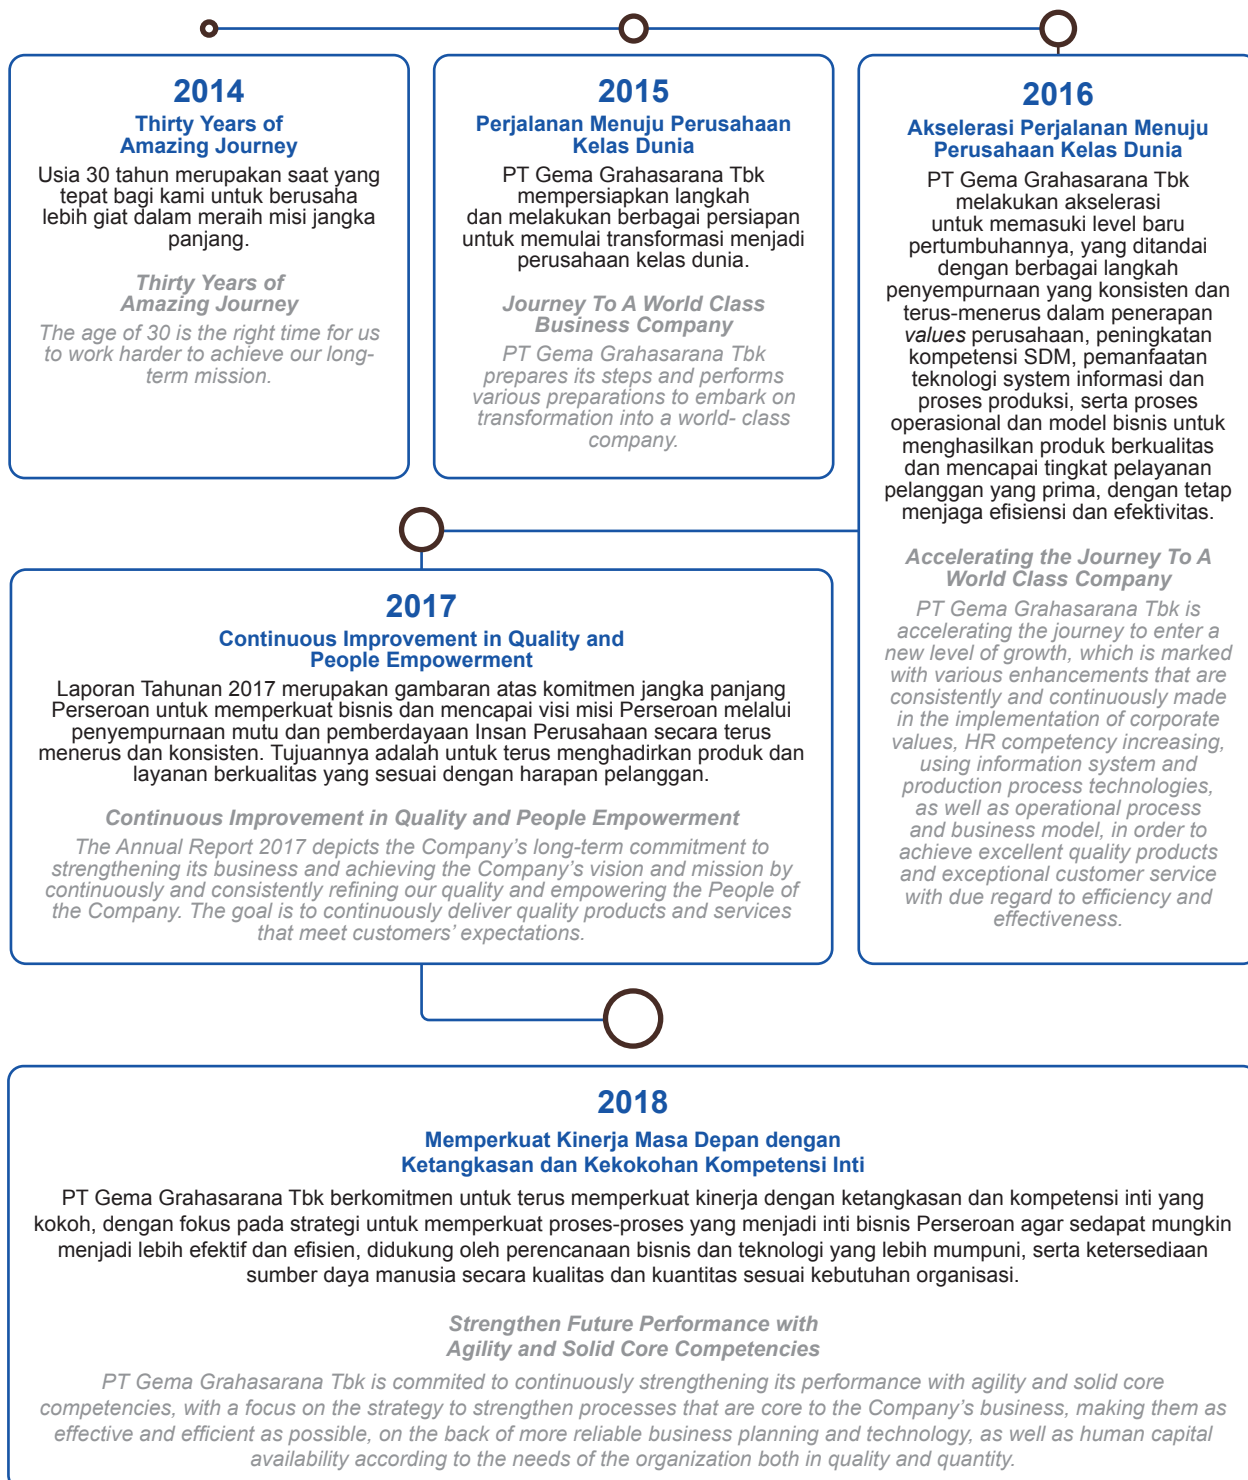 2014
Thirty Years of
Amazing Journey
Usia 30 tahun merupakan saat yang
tepat bagi kami untuk berusaha
lebih giat dalam meraih misi jangka
panjang.
Thirty Years of
Amazing Journey
The age of 30 is the right time for us
to work harder to achieve our long-
term mission.
2015
Perjalanan Menuju Perusahaan
Kelas Dunia
PT Gema Grahasarana Tbk
mempersiapkan langkah
dan melakukan berbagai persiapan
untuk memulai transformasi menjadi
perusahaan kelas dunia.
Journey To A World Class
Business Company
PT Gema Grahasarana Tbk
prepares its steps and performs
various preparations to embark on
transformation into a world- class
company.
2016
Akselerasi Perjalanan Menuju
Perusahaan Kelas Dunia
PT Gema Grahasarana Tbk
melakukan akselerasi
untuk memasuki level baru
pertumbuhannya, yang ditandai
dengan berbagai langkah
penyempurnaan yang konsisten dan
terus-menerus dalam penerapan
values perusahaan, peningkatan
kompetensi SDM, pemanfaatan
teknologi system informasi dan
proses produksi, serta proses
operasional dan model bisnis untuk
menghasilkan produk berkualitas
dan mencapai tingkat pelayanan
pelanggan yang prima, dengan tetap
menjaga efisiensi dan efektivitas.
Accelerating the Journey To A
World Class Company
PT Gema Grahasarana Tbk is
accelerating the journey to enter a
new level of growth, which is marked
with various enhancements that are
consistently and continuously made
in the implementation of corporate
values, HR competency increasing,
using information system and
production process technologies,
as well as operational process
and business model, in order to
achieve excellent quality products
and exceptional customer service
with due regard to efficiency and
effectiveness.
2017
Continuous Improvement in Quality and
People Empowerment
Laporan Tahunan 2017 merupakan gambaran atas komitmen jangka panjang
Perseroan untuk memperkuat bisnis dan mencapai visi misi Perseroan melalui
penyempurnaan mutu dan pemberdayaan Insan Perusahaan secara terus
menerus dan konsisten. Tujuannya adalah untuk terus menghadirkan produk dan
layanan berkualitas yang sesuai dengan harapan pelanggan.
Continuous Improvement in Quality and People Empowerment
The Annual Report 2017 depicts the Company’s long-term commitment to
strengthening its business and achieving the Company’s vision and mission by
continuously and consistently refining our quality and empowering the People of
the Company. The goal is to continuously deliver quality products and services
that meet customers’ expectations.
2018
Memperkuat Kinerja Masa Depan dengan
Ketangkasan dan Kekokohan Kompetensi Inti
PT Gema Grahasarana Tbk berkomitmen untuk terus memperkuat kinerja dengan ketangkasan dan kompetensi inti yang
kokoh, dengan fokus pada strategi untuk memperkuat proses-proses yang menjadi inti bisnis Perseroan agar sedapat mungkin
menjadi lebih efektif dan efisien, didukung oleh perencanaan bisnis dan teknologi yang lebih mumpuni, serta ketersediaan
sumber daya manusia secara kualitas dan kuantitas sesuai kebutuhan organisasi.
Strengthen Future Performance with
Agility and Solid Core Competencies
PT Gema Grahasarana Tbk is commited to continuously strengthening its performance with agility and solid core
competencies, with a focus on the strategy to strengthen processes that are core to the Company’s business, making them as
effective and efficient as possible, on the back of more reliable business planning and technology, as well as human capital
availability according to the needs of the organization both in quality and quantity.